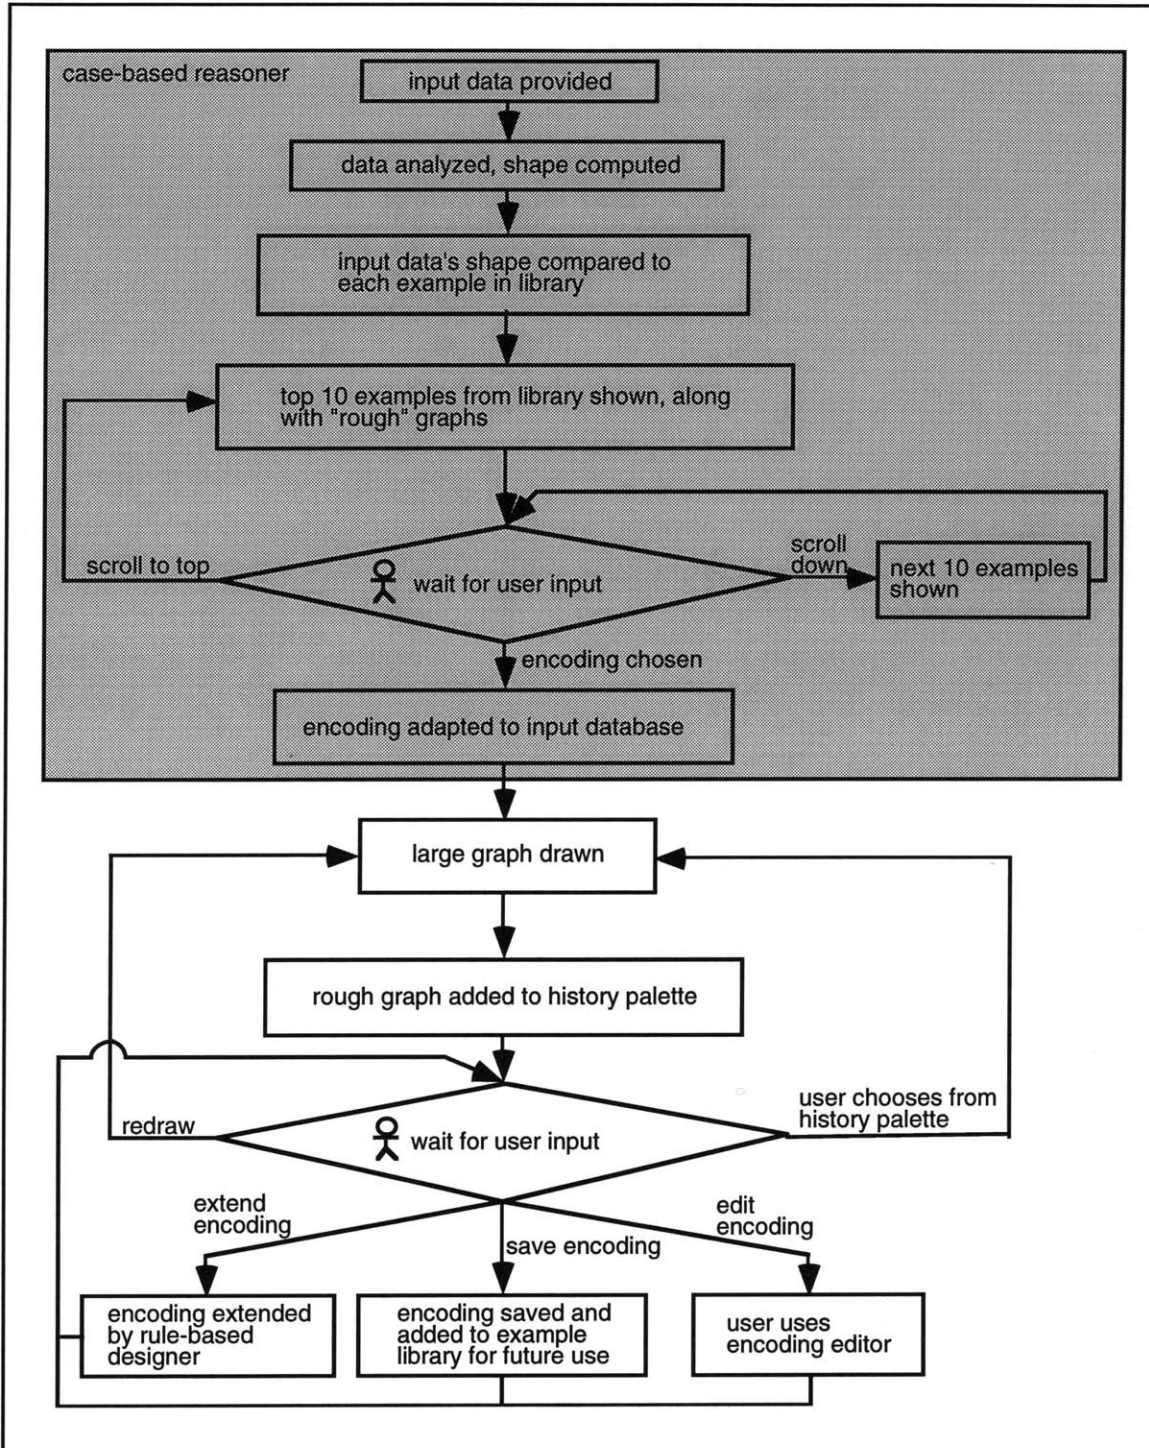 case-based reasoner
input data provided
data analyzed, shape computed
input data's shape compared to
each example in library
top 10 examples from library shown, along
with "rough" graphs
scroll to top
wait for user input
scroll
down
next 10 examples
shown
encoding chosen
encoding adapted to input database
large graph drawn
rough graph added to history palette
redraw
wait for user input
user chooses from
history palette
extend
encoding
save encoding
edit
encoding
encoding extended
by rule-based
designer
encoding saved and
added to example
library for future use
user uses
encoding editor